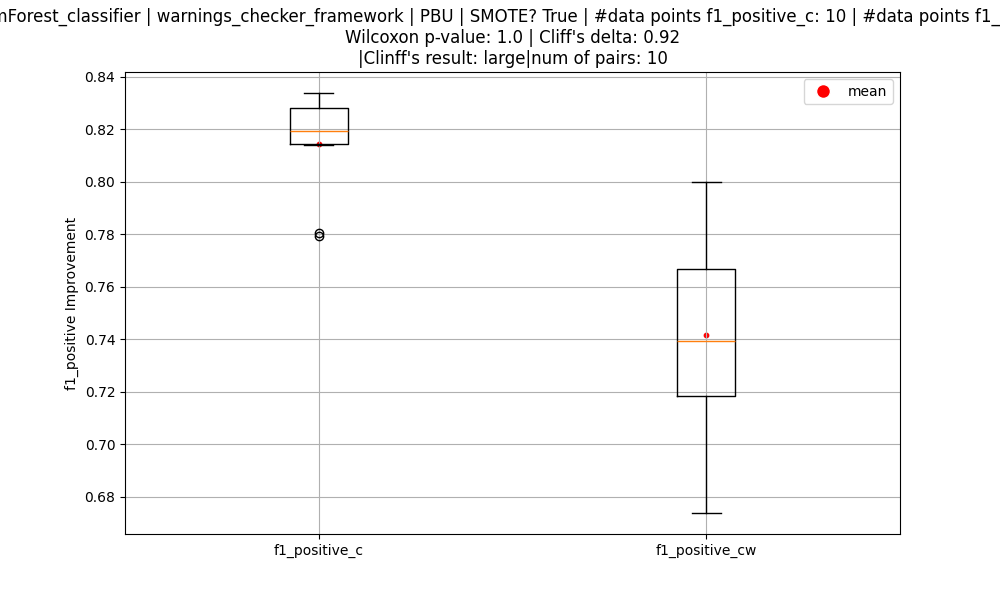 | warnings_checker_framework | PBU | SMOTE? True | #data points f1_positive_c: 10 | #data points
Wilcoxon p-value: 1.0 | Cliff's delta: 0.92
|Clinff's result: large|num of pairs: 10
mean
0.84
0.82
0.80
0.78
0.76
0.74
0.72
0.70
0.68
f1_positive Improvement
f1_positive_c
f1_positive_cw